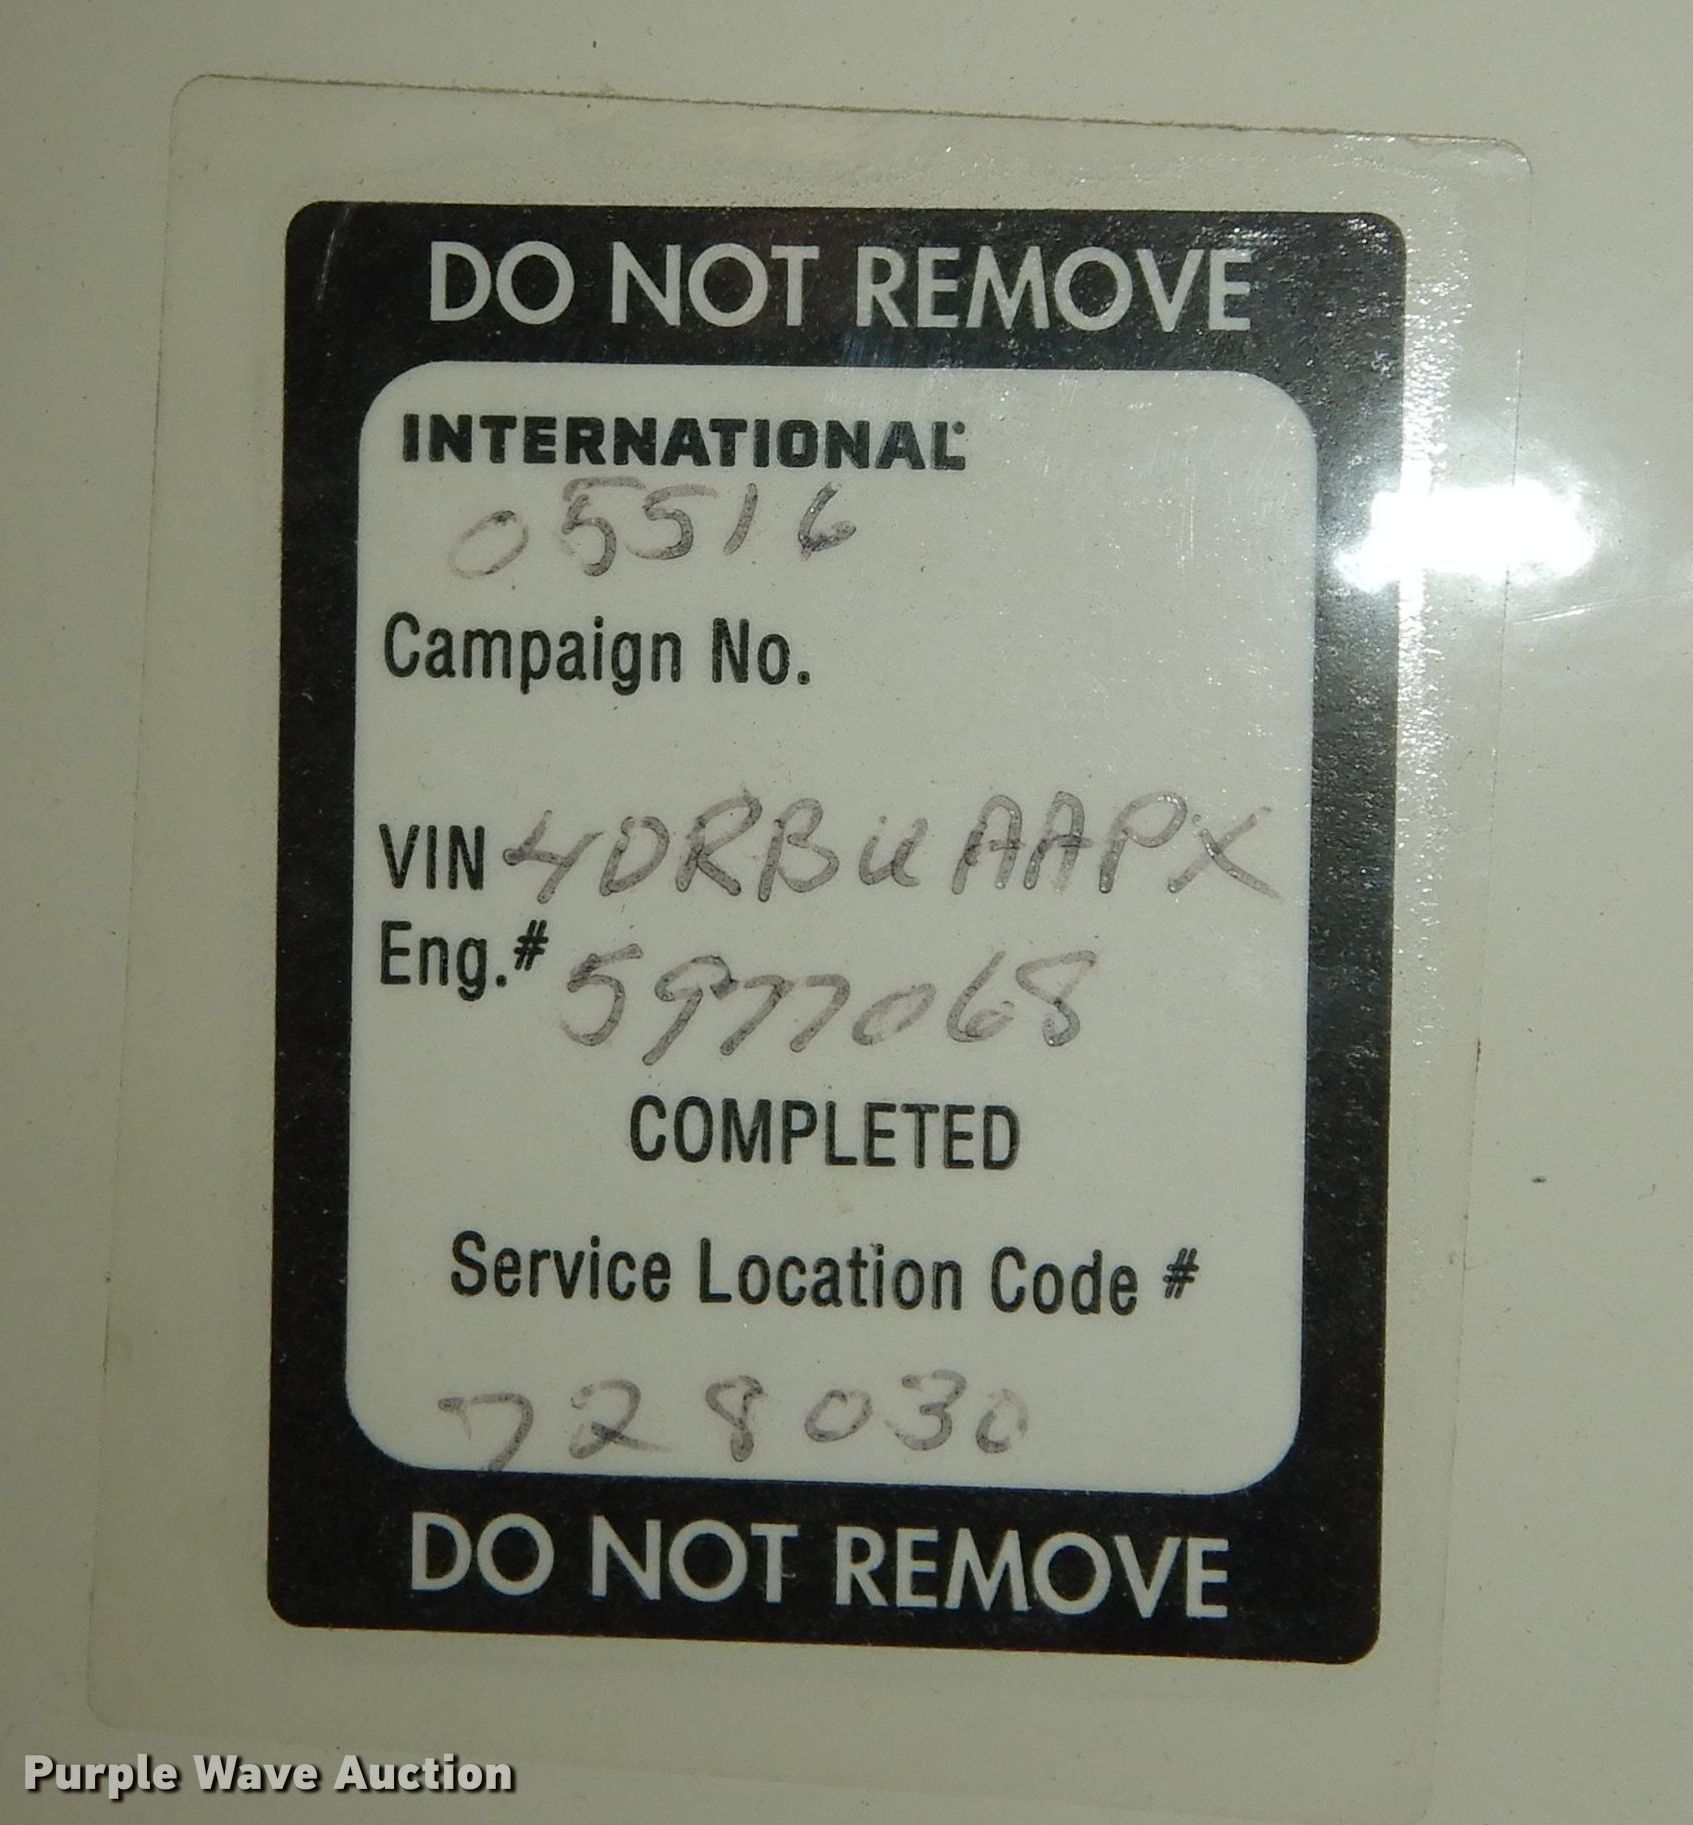 DO NOT REMOVE
INTERNATIONAL
05516
Campaign No.
VIN 4DRBUAAPX
Eng.# 5977068
COMPLETED
Service Location Code #
728030
DO NOT REMOVE
Purple Wave Auction